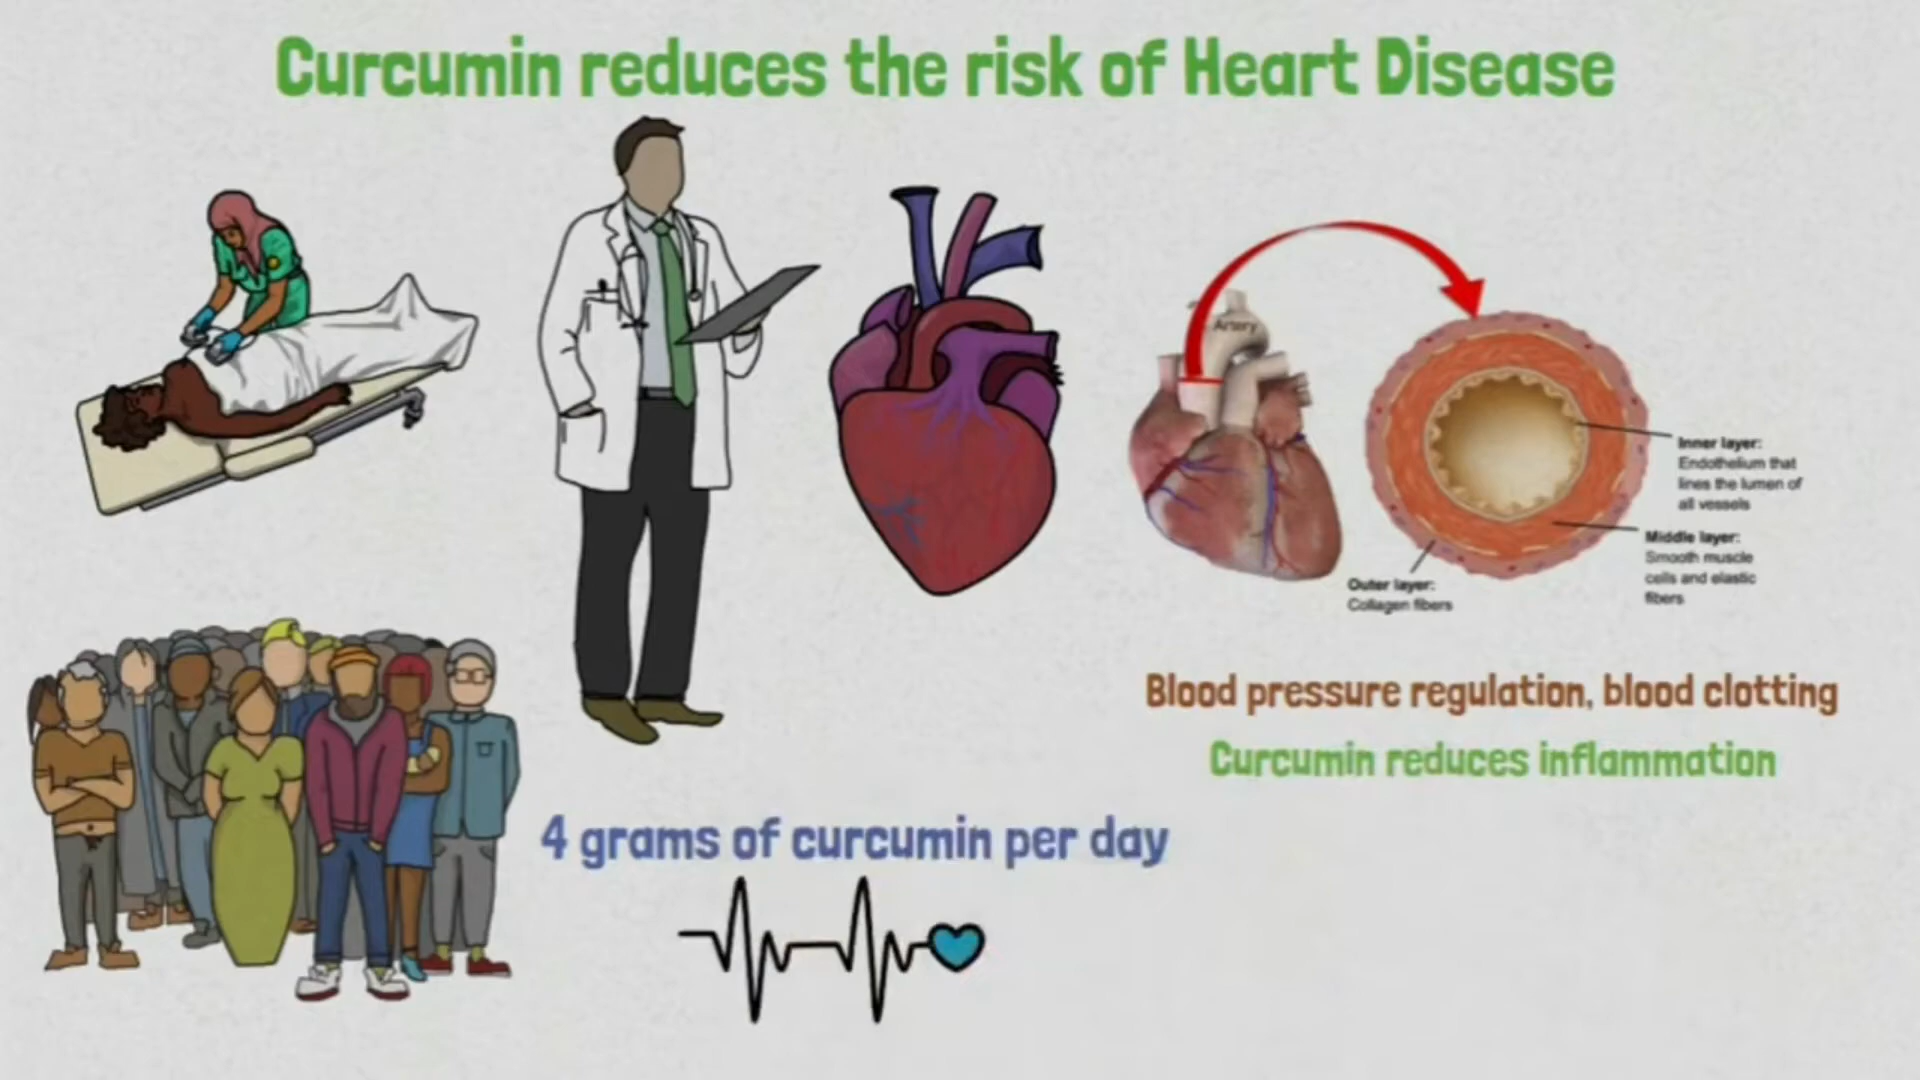 Curcumin reduces the risk of Heart Disease
Artery
Inner layer:
Endothelium that
lines the lumen of
all vessels
Middle layer:
Smooth muscle
cells and elastic
fibers
Outer layer:
Collagen fibers
Blood pressure regulation, blood clotting
Curcumin reduces inflammation
4 grams of curcumin per day